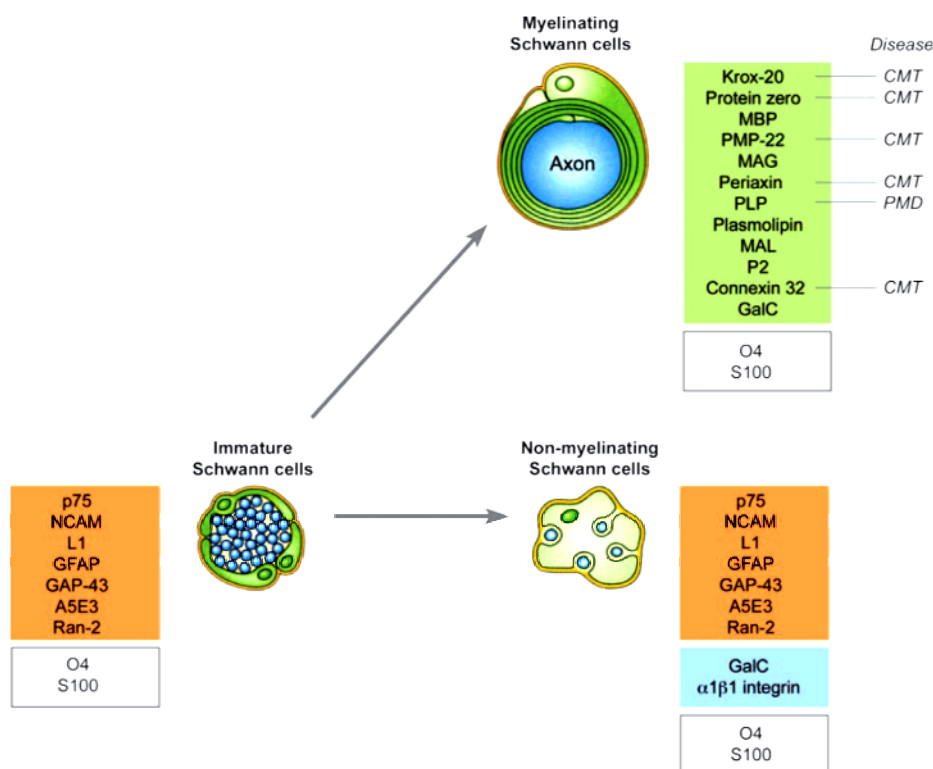 Myelinating
Schwann cells
Disease
Krox-20 CMT
Protein zero CMT
MBP
PMP-22 CMT
MAG
Periaxin CMT
PLP PMD
Plasmolipin
MAL
P2
Connexin 32 CMT
GalC
O4
S100
Axon
Immature
Schwann cells
p75
NCAM
L1
GFAP
GAP-43
A5E3
Ran-2
O4
S100
Non-myelinating
Schwann cells
p75
NCAM
L1
GFAP
GAP-43
A5E3
Ran-2
GalC
α1β1 integrin
O4
S100